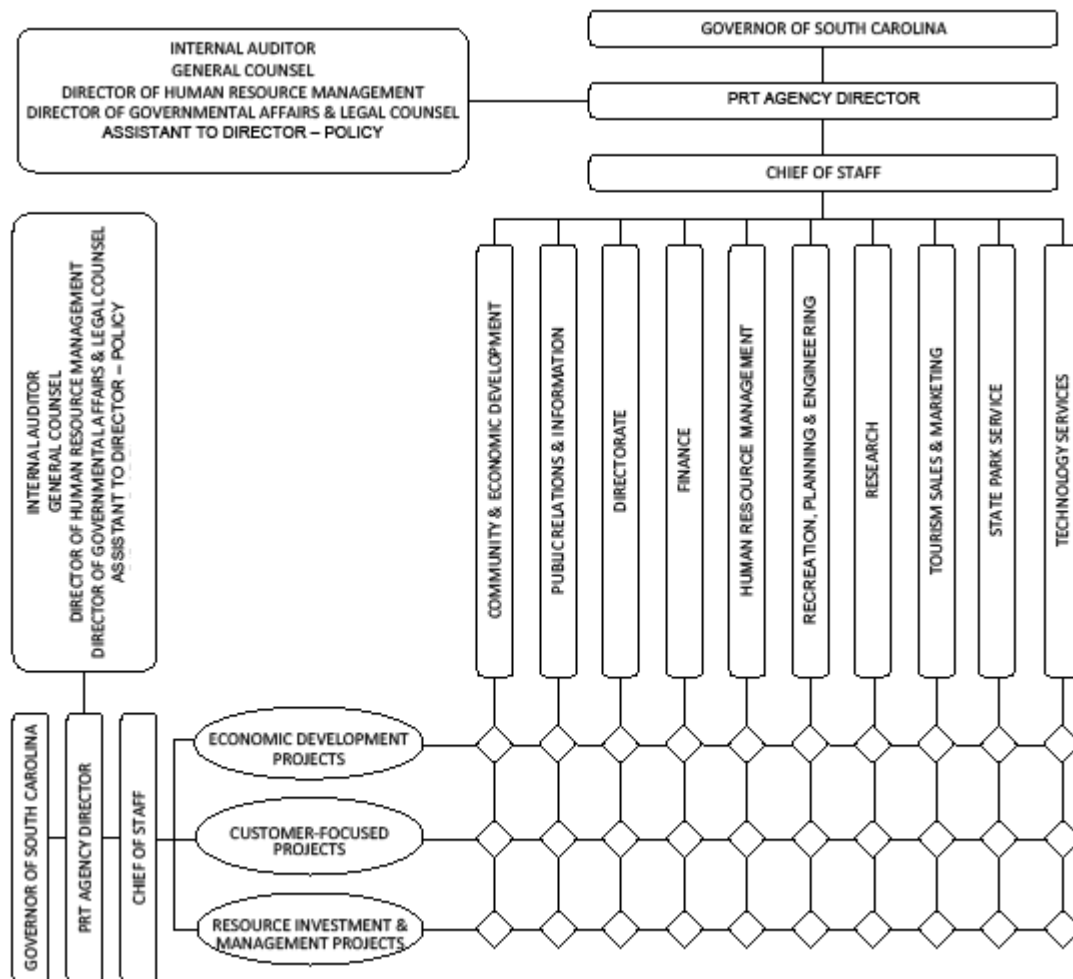 INTERNAL AUDITOR
GENERAL COUNSEL
DIRECTOR OF HUMAN RESOURCE MANAGEMENT
DIRECTOR OF GOVERNMENTAL AFFAIRS & LEGAL COUNSEL
ASSISTANT TO DIRECTOR – POLICY
GOVERNOR OF SOUTH CAROLINA
PRT AGENCY DIRECTOR
CHIEF OF STAFF
INTERNAL AUDITOR
GENERAL COUNSEL
DIRECTOR OF HUMAN RESOURCE MANAGEMENT
DIRECTOR OF GOVERNMENTAL AFFAIRS & LEGAL COUNSEL
ASSISTANT TO DIRECTOR – POLICY
COMMUNITY & ECONOMIC DEVELOPMENT
PUBLIC RELATIONS & INFORMATION
DIRECTORATE
FINANCE
HUMAN RESOURCE MANAGEMENT
RECREATION, PLANNING & ENGINEERING
RESEARCH
TOURISM SALES & MARKETING
STATE PARK SERVICE
TECHNOLOGY SERVICES
GOVERNOR OF SOUTH CAROLINA
PRT AGENCY DIRECTOR
CHIEF OF STAFF
ECONOMIC DEVELOPMENT
PROJECTS
CUSTOMER-FOCUSED
PROJECTS
RESOURCE INVESTMENT &
MANAGEMENT PROJECTS